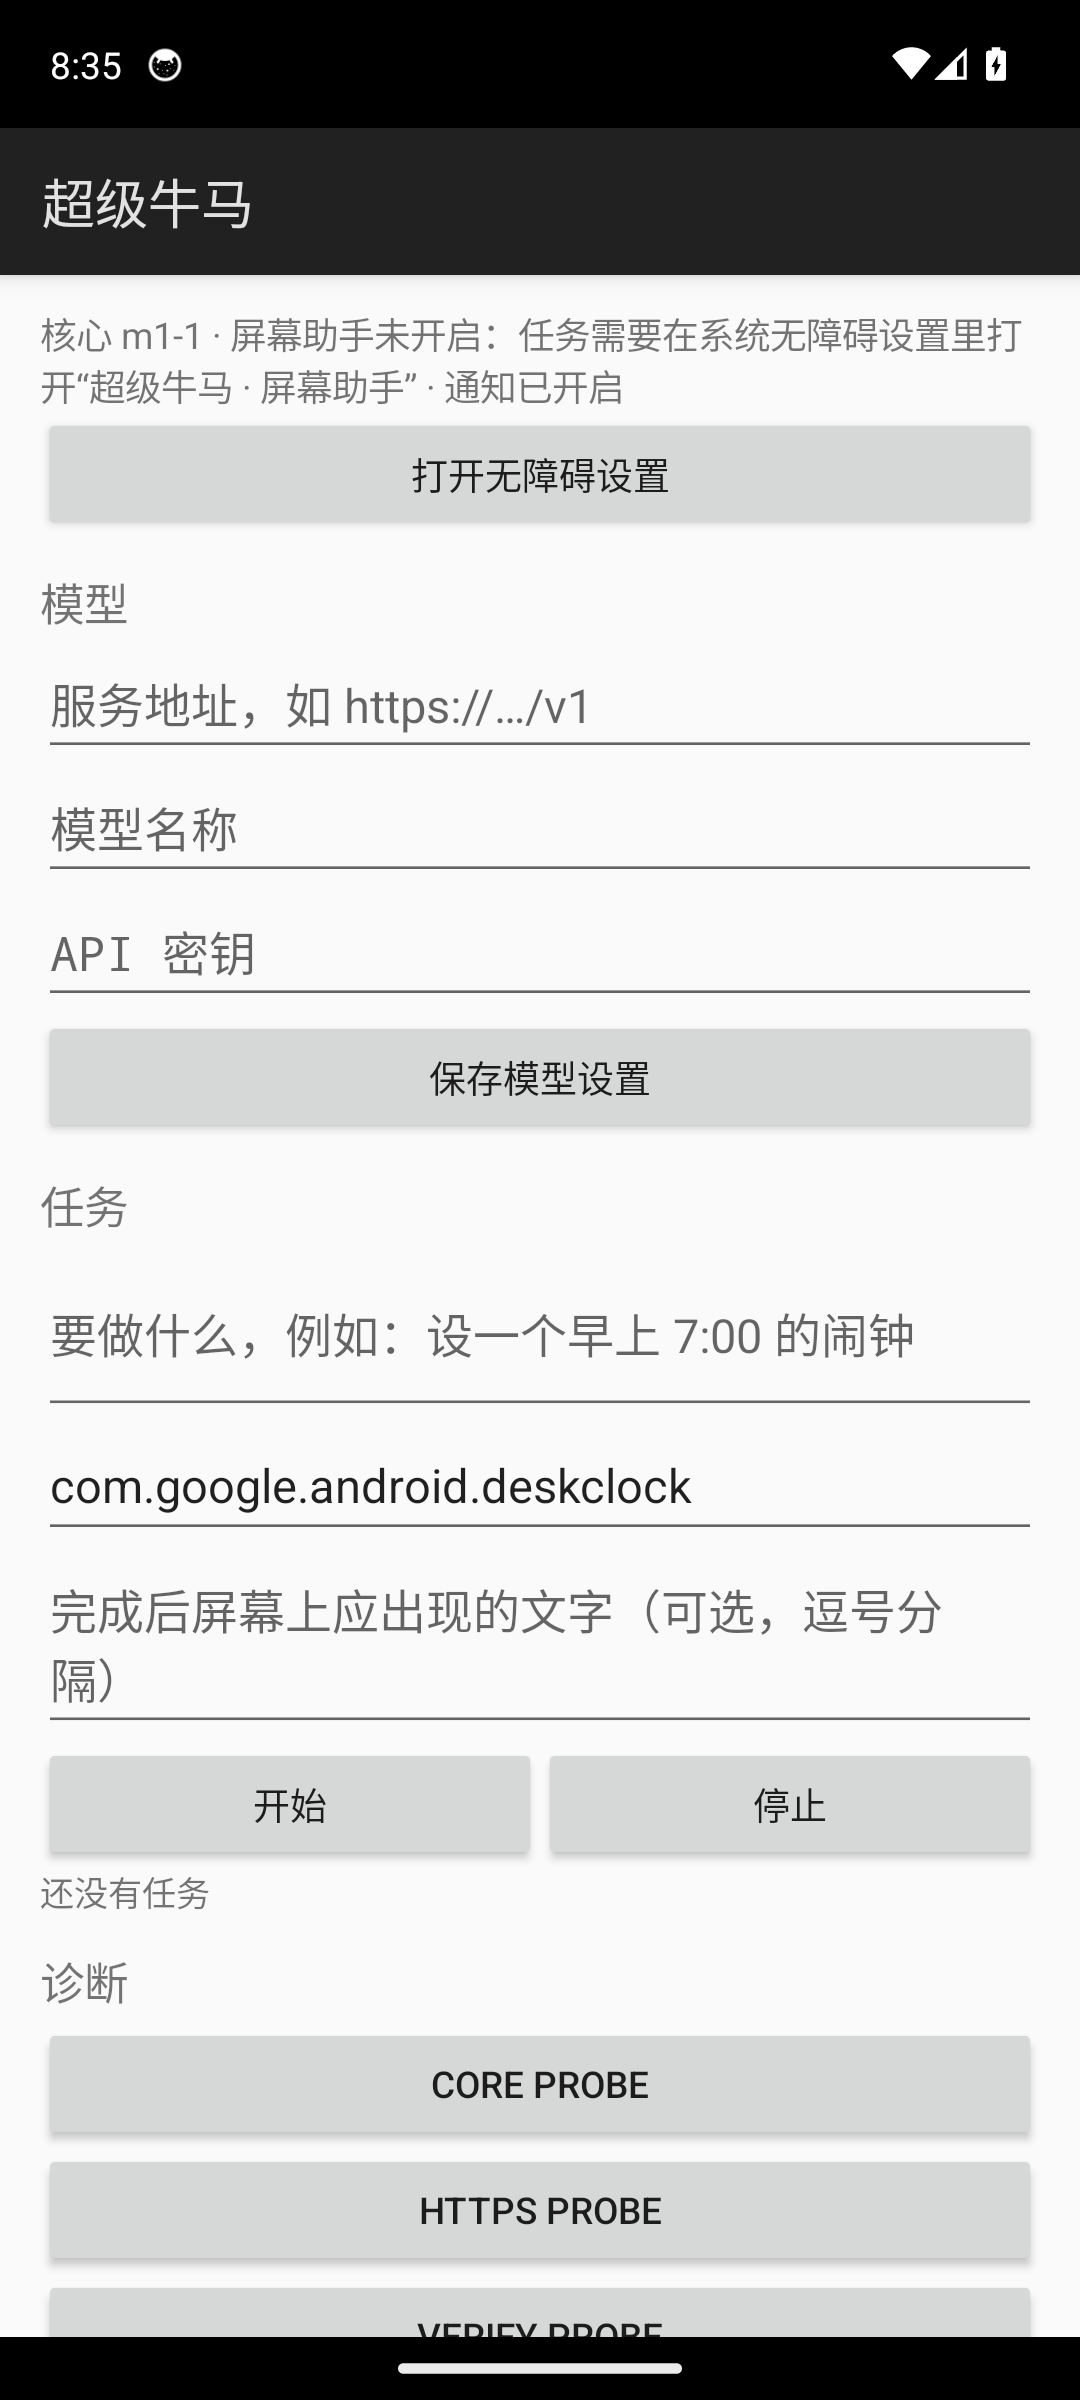 8:35
超级牛马
核心 m1-1 · 屏幕助手未开启：任务需要在系统无障碍设置里打
开“超级牛马 · 屏幕助手” · 通知已开启
打开无障碍设置
模型
服务地址，如 https://…/v1
模型名称
API 密钥
保存模型设置
任务
要做什么，例如：设一个早上 7:00 的闹钟
com.google.android.deskclock
完成后屏幕上应出现的文字（可选，逗号分
隔）
开始
停止
还没有任务
诊断
CORE PROBE
HTTPS PROBE
VERIFY PROBE